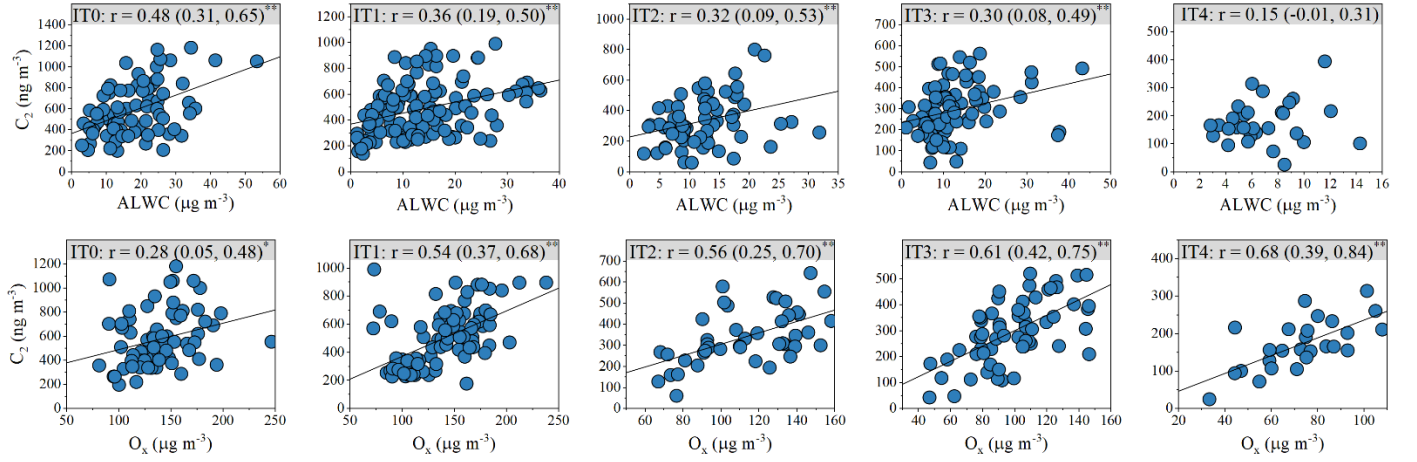 IT0: r = 0.48 (0.31, 0.65)**
C₂ (ng m⁻³)
1400
1200
1000
800
600
400
200
0
0 10 20 30 40 50 60
ALWC (μg m⁻³)
IT1: r = 0.36 (0.19, 0.50)**
1200
1000
800
600
400
200
0
0 10 20 30 40
ALWC (μg m⁻³)
IT2: r = 0.32 (0.09, 0.53)**
1000
800
600
400
200
0
0 5 10 15 20 25 30 35
ALWC (μg m⁻³)
IT3: r = 0.30 (0.08, 0.49)**
700
600
500
400
300
200
100
0
0 10 20 30 40 50
ALWC (μg m⁻³)
IT4: r = 0.15 (-0.01, 0.31)
500
400
300
200
100
0
0 2 4 6 8 10 12 14 16
ALWC (μg m⁻³)
IT0: r = 0.28 (0.05, 0.48)*
C₂ (ng m⁻³)
1200
1000
800
600
400
200
0
50 100 150 200 250
Oₓ (μg m⁻³)
IT1: r = 0.54 (0.37, 0.68)**
1000
800
600
400
200
0
50 100 150 200 250
Oₓ (μg m⁻³)
IT2: r = 0.56 (0.25, 0.70)**
700
600
500
400
300
200
100
0
60 80 100 120 140 160
Oₓ (μg m⁻³)
IT3: r = 0.61 (0.42, 0.75)**
500
400
300
200
100
0
40 60 80 100 120 140 160
Oₓ (μg m⁻³)
IT4: r = 0.68 (0.39, 0.84)**
400
300
200
100
0
20 40 60 80 100
Oₓ (μg m⁻³)